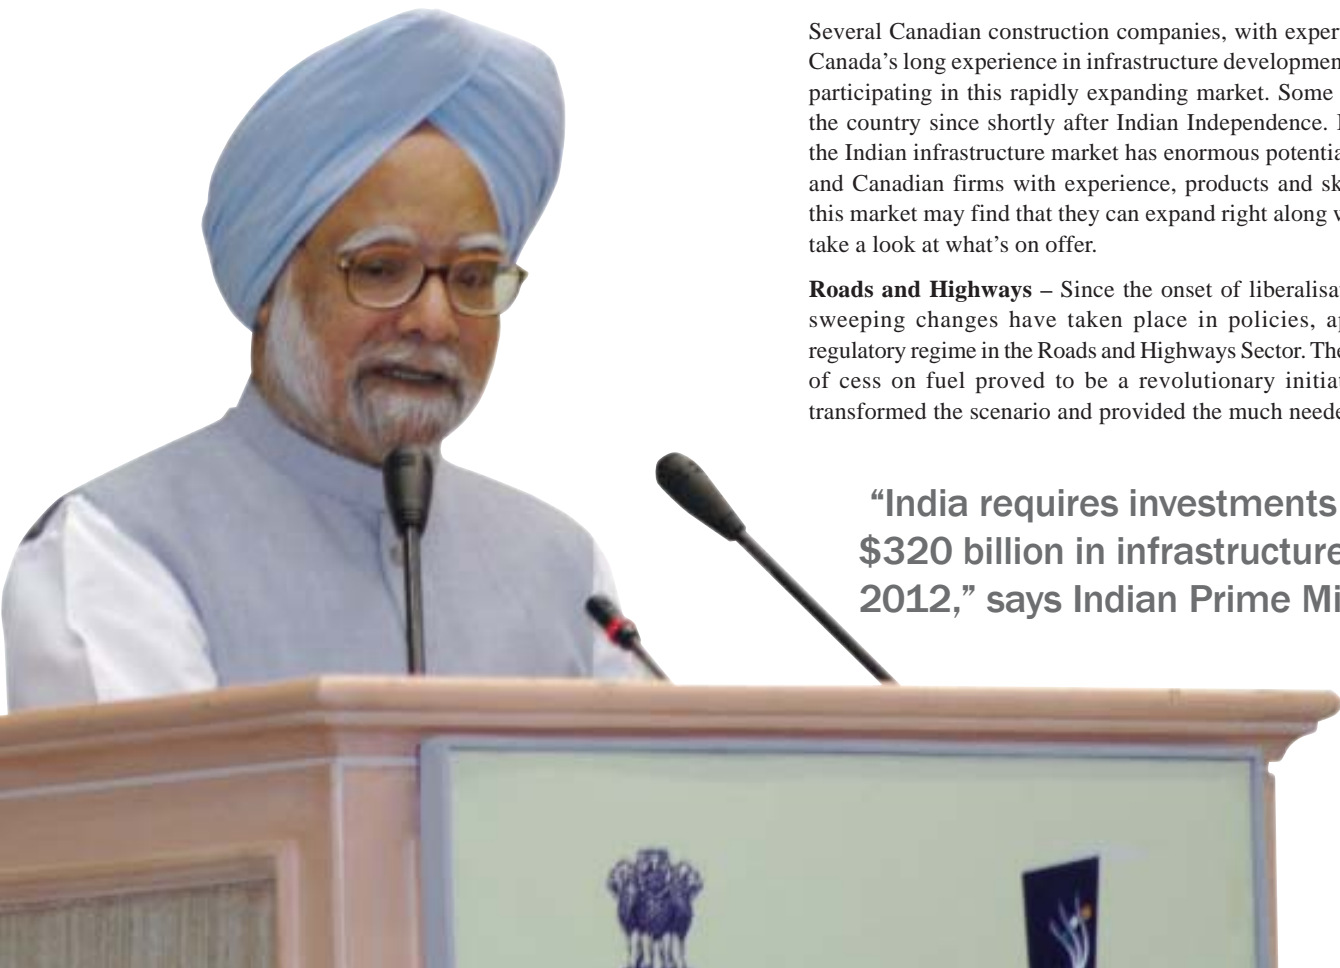 Several Canadian construction companies, with exper
Canada’s long experience in infrastructure developmen
participating in this rapidly expanding market. Some
the country since shortly after Indian Independence.
the Indian infrastructure market has enormous potentia
and Canadian firms with experience, products and sk
this market may find that they can expand right along
take a look at what’s on offer.
Roads and Highways – Since the onset of liberalisa
sweeping changes have taken place in policies, a
regulatory regime in the Roads and Highways Sector. The
of cess on fuel proved to be a revolutionary initia
transformed the scenario and provided the much neede
“India requires investments
$320 billion in infrastructure
2012,” says Indian Prime Mi